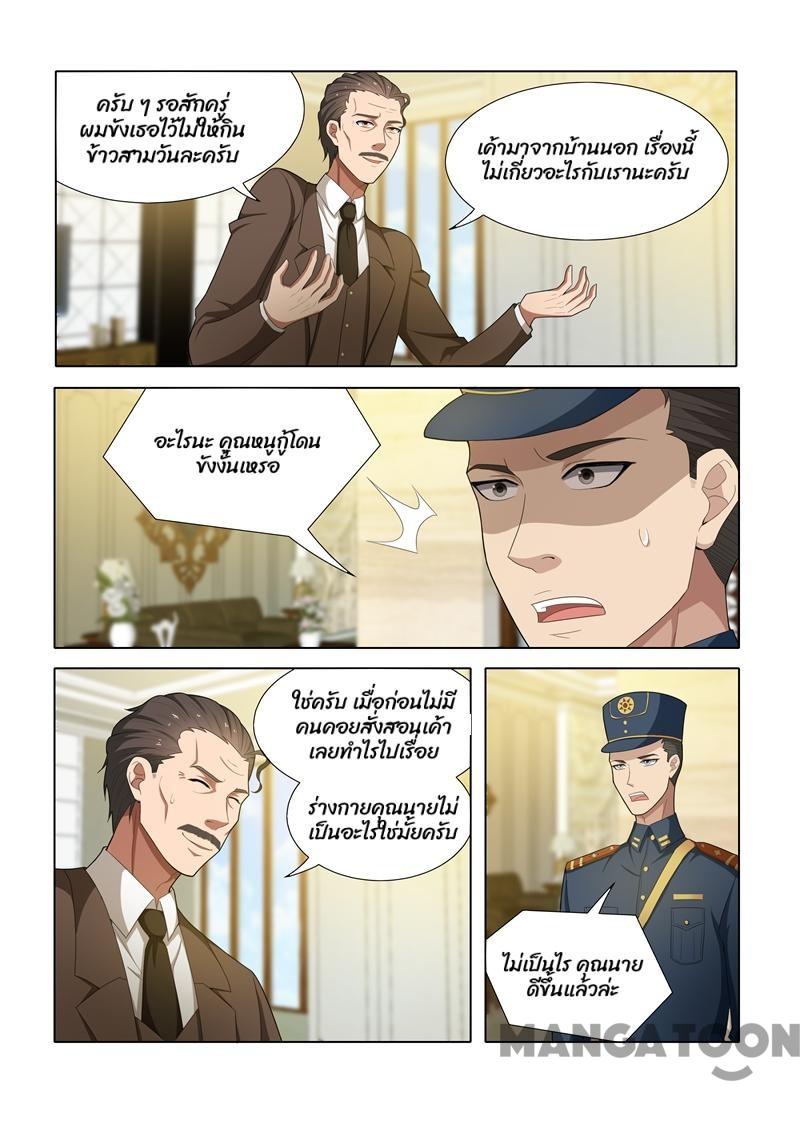 ครับ ๆ รอสักครู่
ผมขังเธอไว้ไม่ให้กิน
ข้าวสามวันละครับ
เค้ามาจากบ้านนอก เรื่องนี้
ไม่เกี่ยวอะไรกับเรานะครับ
อะไรนะ คุณหนูกู้โดน
ขังงั้นเหรอ
ใช่ครับ เมื่อก่อนไม่มี
คนคอยสั่งสอนเค้า
เลยทำไรไปเรื่อย
ร่างกายคุณนายไม่
เป็นอะไรใช่มั้ยครับ
ไม่เป็นไร คุณนาย
ดีขึ้นแล้วล่ะ
MANGATOON